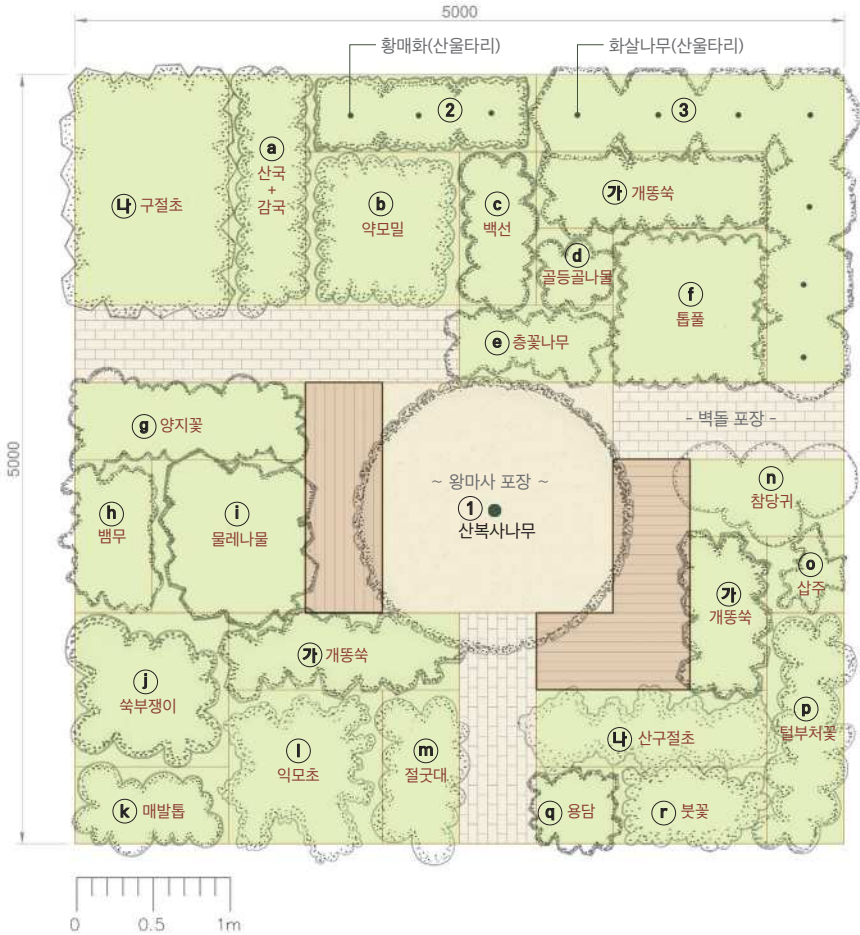 5000
황매화(산울타리)
화살나무(산울타리)
2
3
a
산국
+
감국
나 구절초
b
약모밀
c
백선
가 개똥쑥
d
골등골나물
f
톱풀
e 층꽃나무
5000
g 양지꽃
- 벽돌 포장 -
~ 왕마사 포장 ~
1
산복사나무
n
참당귀
h
뱀무
i
물레나물
o
삽주
가
개똥쑥
가 개똥쑥
j
쑥부쟁이
p
털부처꽃
l
익모초
m
절굿대
나 산구절초
k 매발톱
q 용담
r 붓꽃
0 0.5 1m